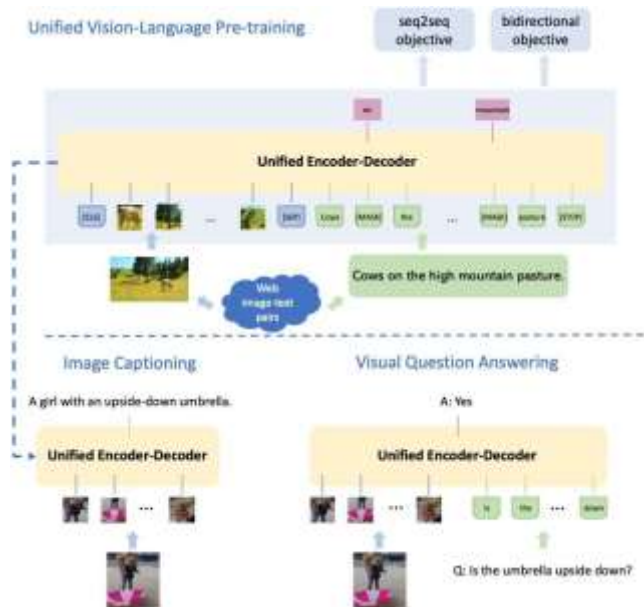 Unified Vision-Language Pre-training
seq2seq
objective
bidirectional
objective
Unified Encoder-Decoder
[CLS]
...
[SEP]
Cows
[MASK]
the
...
[MASK]
pasture
[STOP]
Cows on the high mountain pasture.
Web
image-text
pairs
Image Captioning
Visual Question Answering
A girl with an upside-down umbrella.
A: Yes
Unified Encoder-Decoder
Unified Encoder-Decoder
...
...
Is
the
...
down
Q: Is the umbrella upside down?